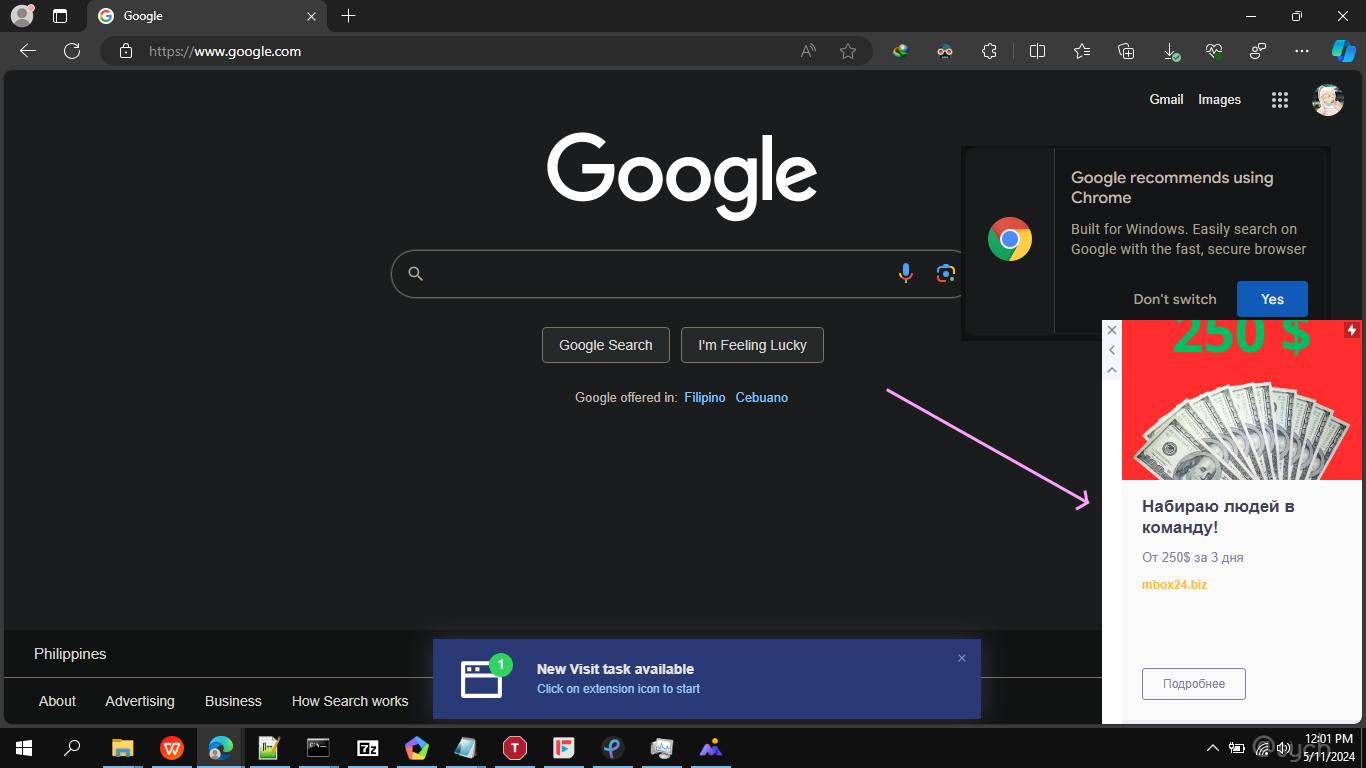 Google
https://www.google.com
Gmail Images
Google
Google recommends using
Chrome
Built for Windows. Easily search on
Google with the fast, secure browser
Don't switch
Yes
Google Search
I'm Feeling Lucky
Google offered in: Filipino Cebuano
250 $
Набираю людей в
команду!
От 250$ за 3 дня
mbox24.biz
Подробнее
Philippines
1
New Visit task available
Click on extension icon to start
About Advertising Business How Search works
12:01 PM
5/11/2024